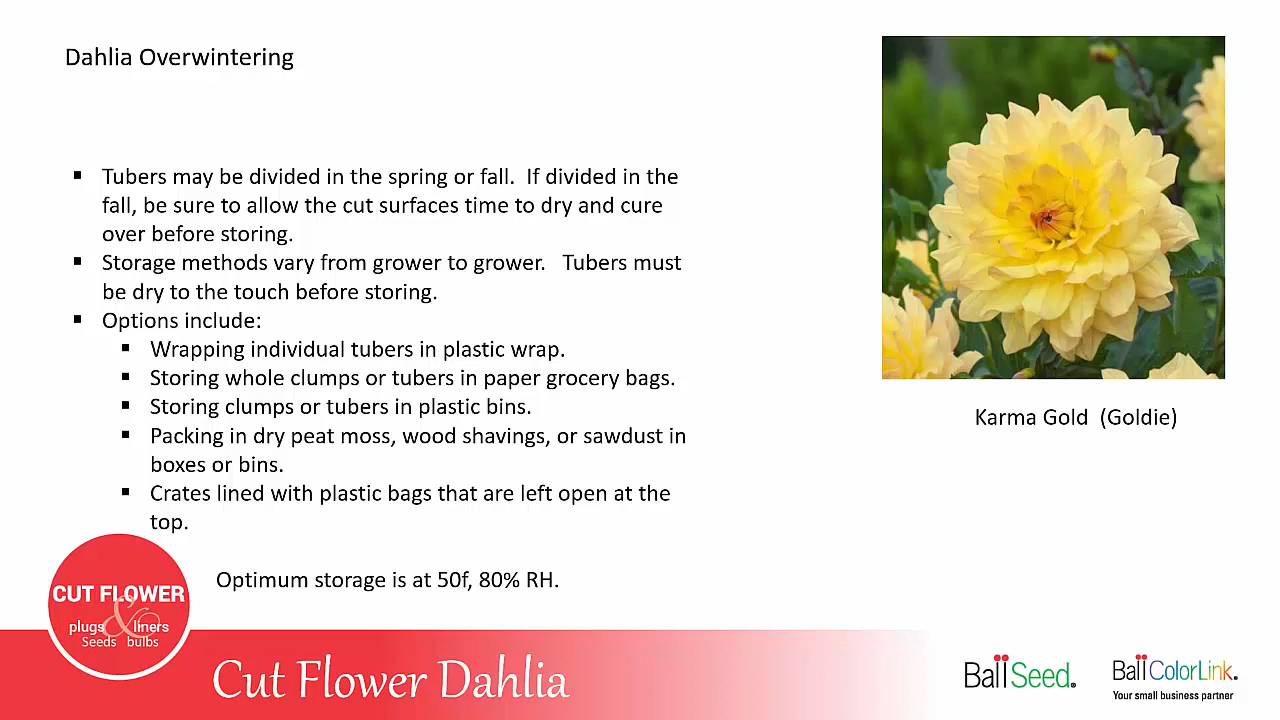 Dahlia Overwintering
▪ Tubers may be divided in the spring or fall.  If divided in the
fall, be sure to allow the cut surfaces time to dry and cure
over before storing.
▪ Storage methods vary from grower to grower.   Tubers must
be dry to the touch before storing.
▪ Options include:
▪ Wrapping individual tubers in plastic wrap.
▪ Storing whole clumps or tubers in paper grocery bags.
▪ Storing clumps or tubers in plastic bins.
▪ Packing in dry peat moss, wood shavings, or sawdust in
boxes or bins.
▪ Crates lined with plastic bags that are left open at the
top.
Optimum storage is at 50f, 80% RH.
Karma Gold  (Goldie)
CUT FLOWER
plugs & liners
Seeds bulbs
Cut Flower Dahlia
Ball Seed.
Ball ColorLink.
Your small business partner